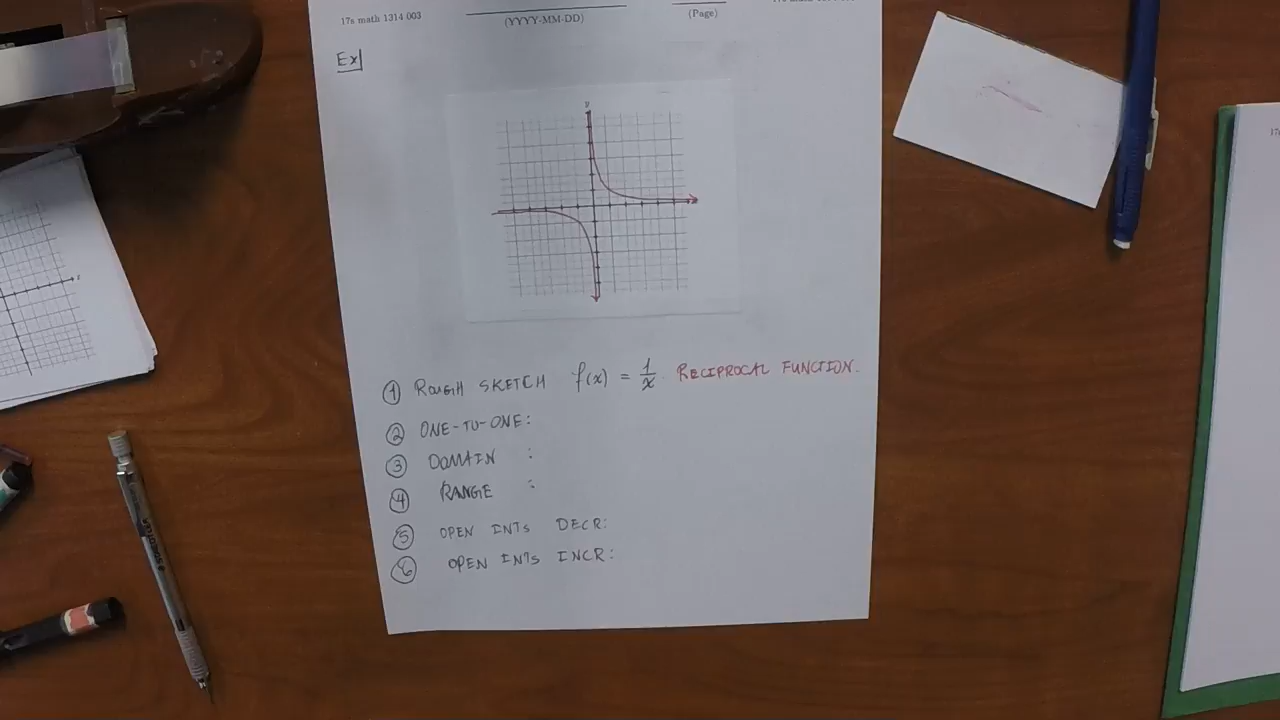 17s math 1314 003
(YYYY-MM-DD)
(Page)
Ex
y
① ROUGH SKETCH f(x) = 1/x RECIPROCAL FUNCTION.
② ONE-TO-ONE:
③ DOMAIN :
④ RANGE :
⑤ OPEN INTS DECR:
⑥ OPEN INTS INCR: